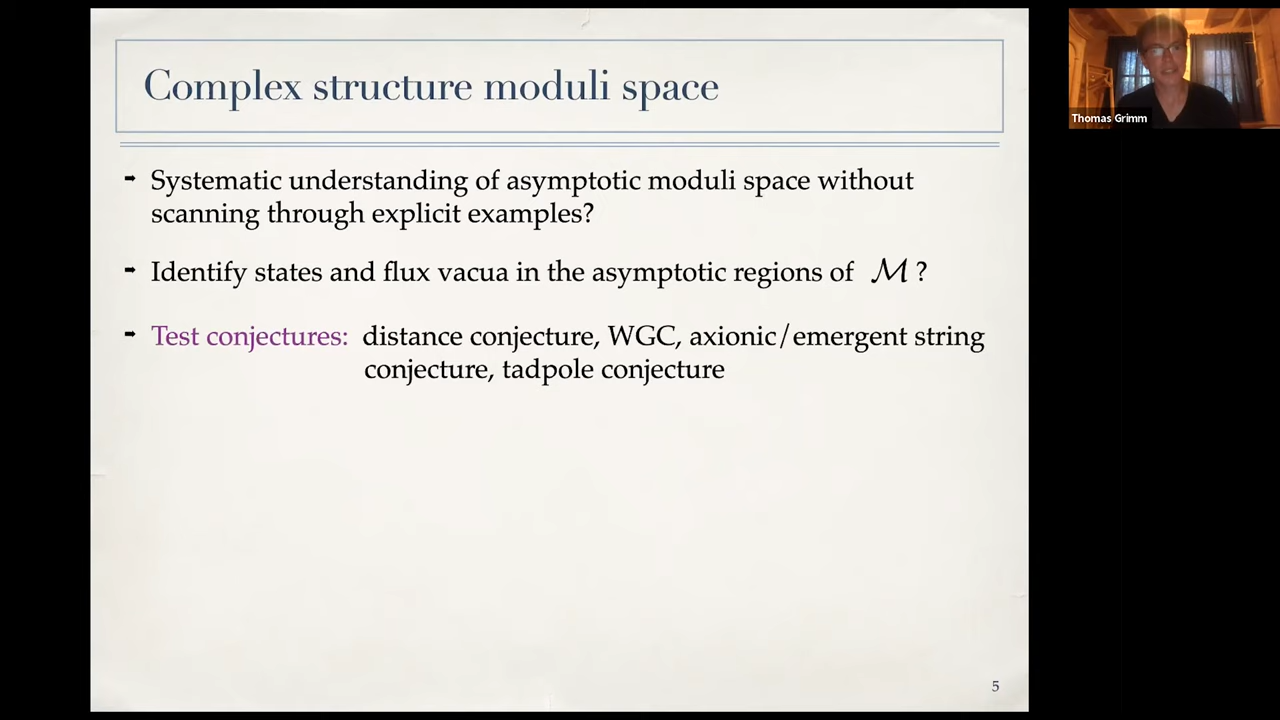 Complex structure moduli space
➡ Systematic understanding of asymptotic moduli space without
scanning through explicit examples?
➡ Identify states and flux vacua in the asymptotic regions of ℳ ?
➡ Test conjectures: distance conjecture, WGC, axionic/emergent string
conjecture, tadpole conjecture
5
Thomas Grimm